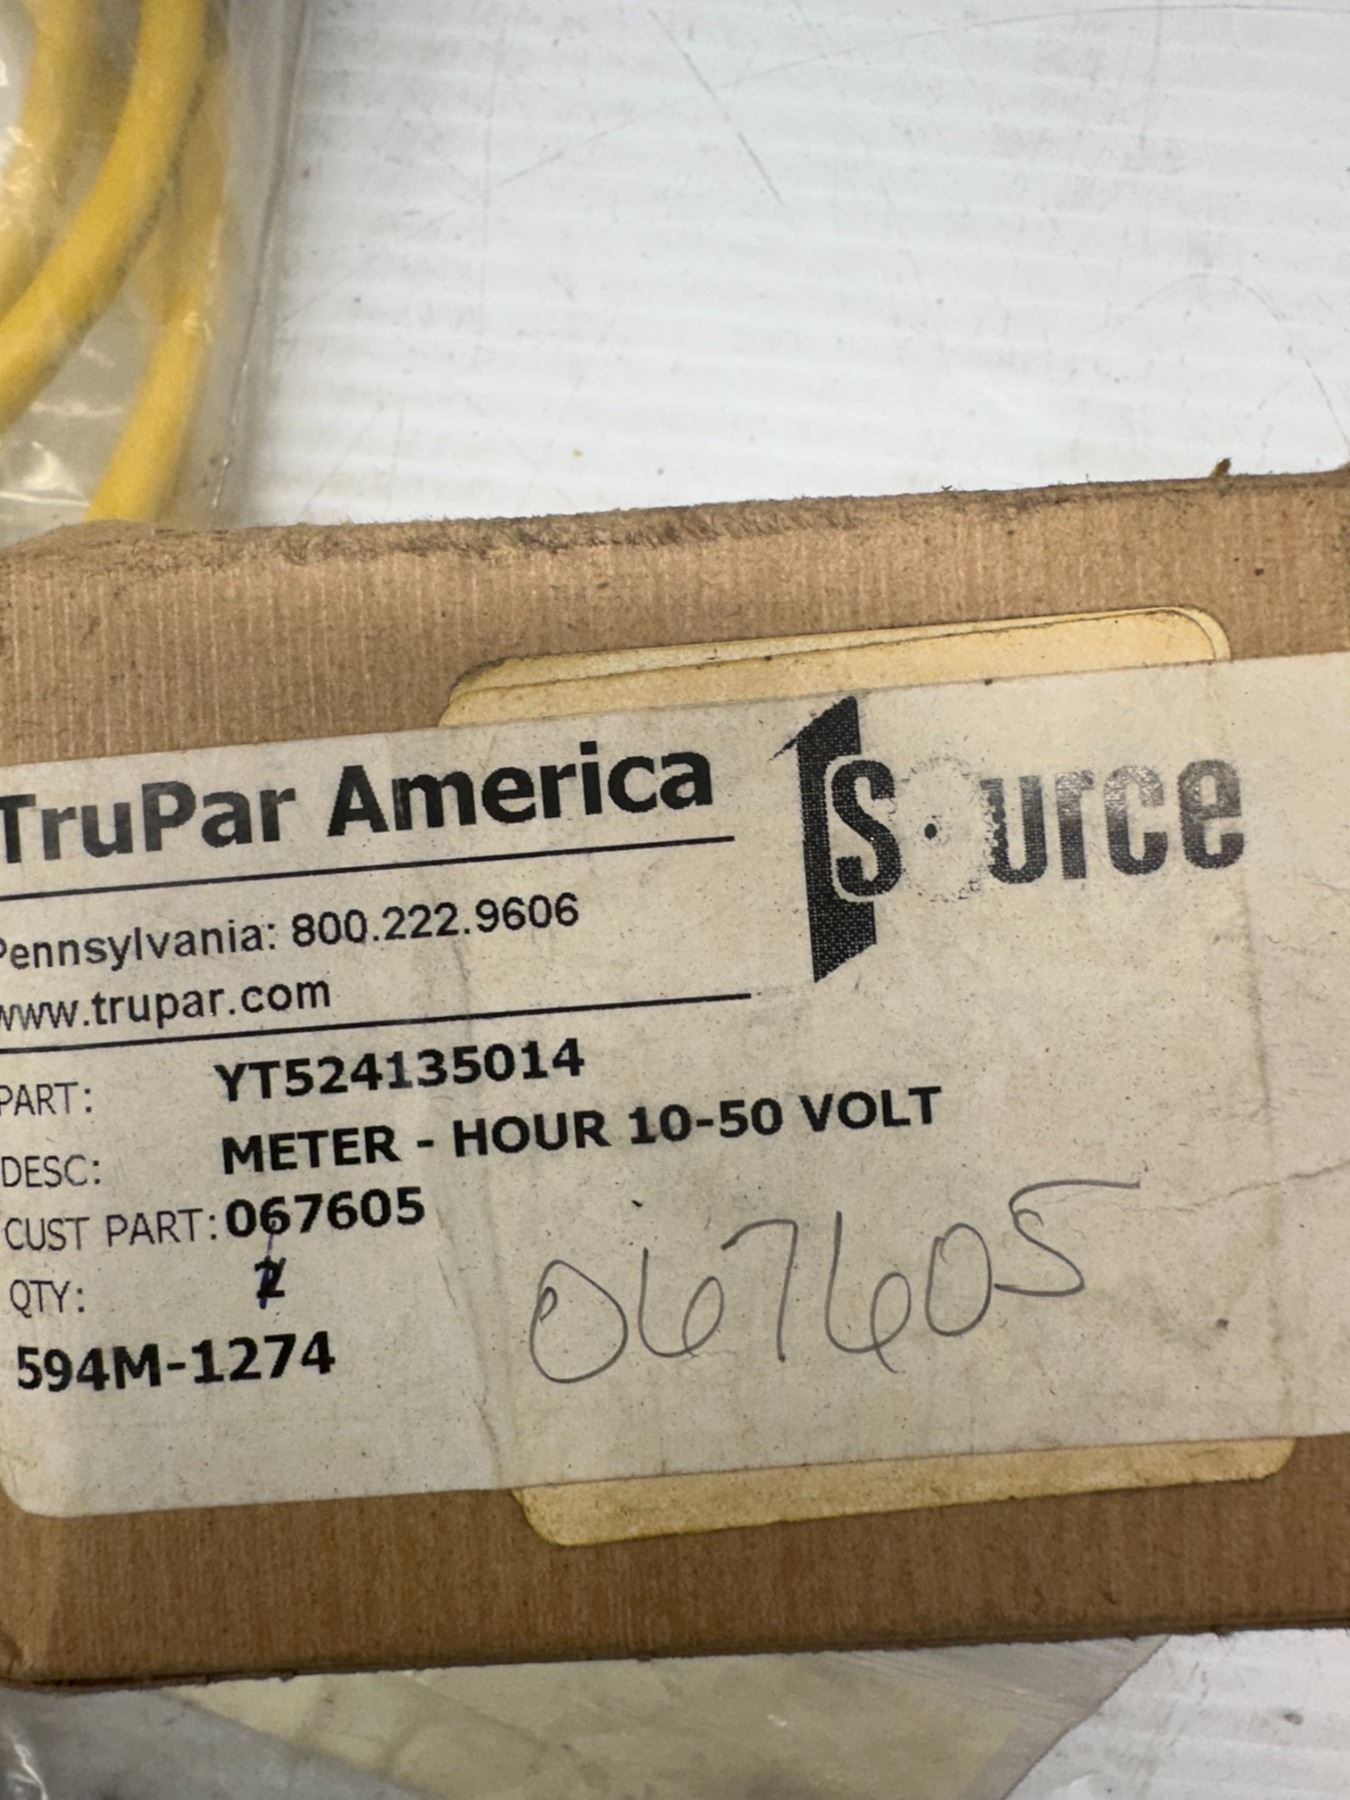 TruPar America
1Source
Pennsylvania: 800.222.9606
www.trupar.com
PART: YT524135014
DESC: METER - HOUR 10-50 VOLT
CUST PART: 067605
QTY:
067605
594M-1274